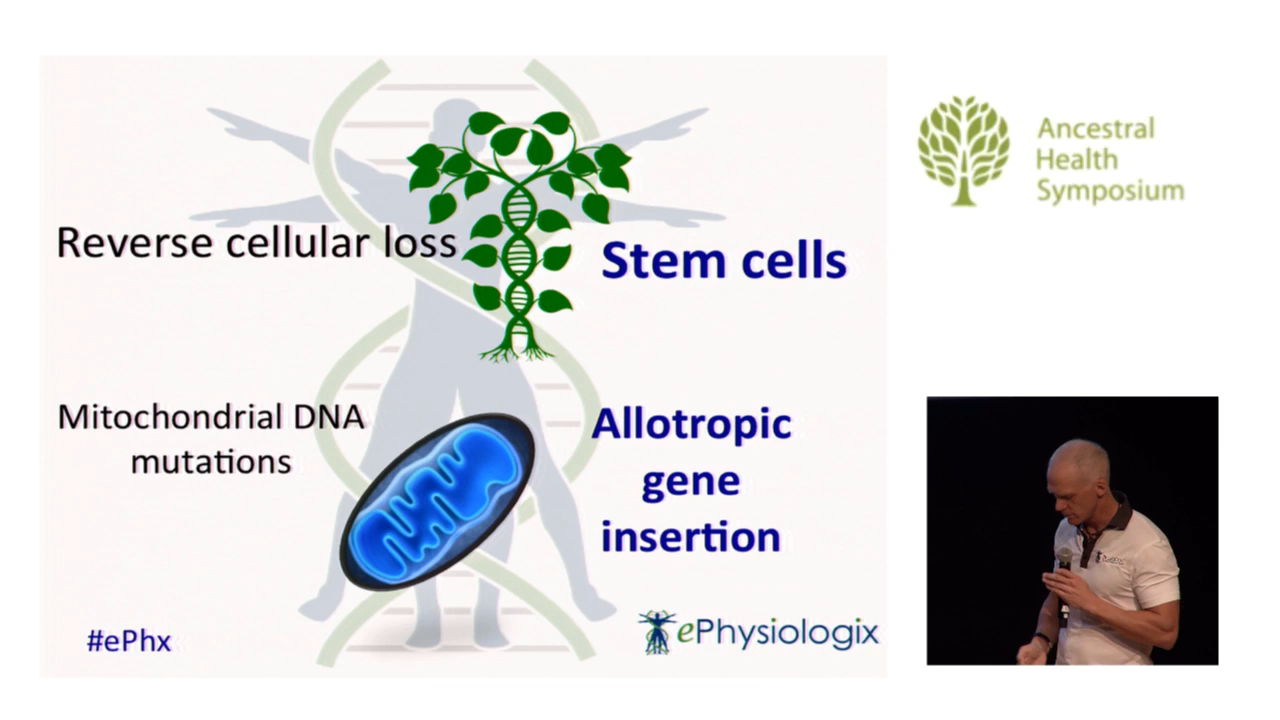 Reverse cellular loss
Stem cells
Mitochondrial DNA
mutations
Allotropic
gene
insertion
#ePhx
ePhysiologix
Ancestral
Health
Symposium